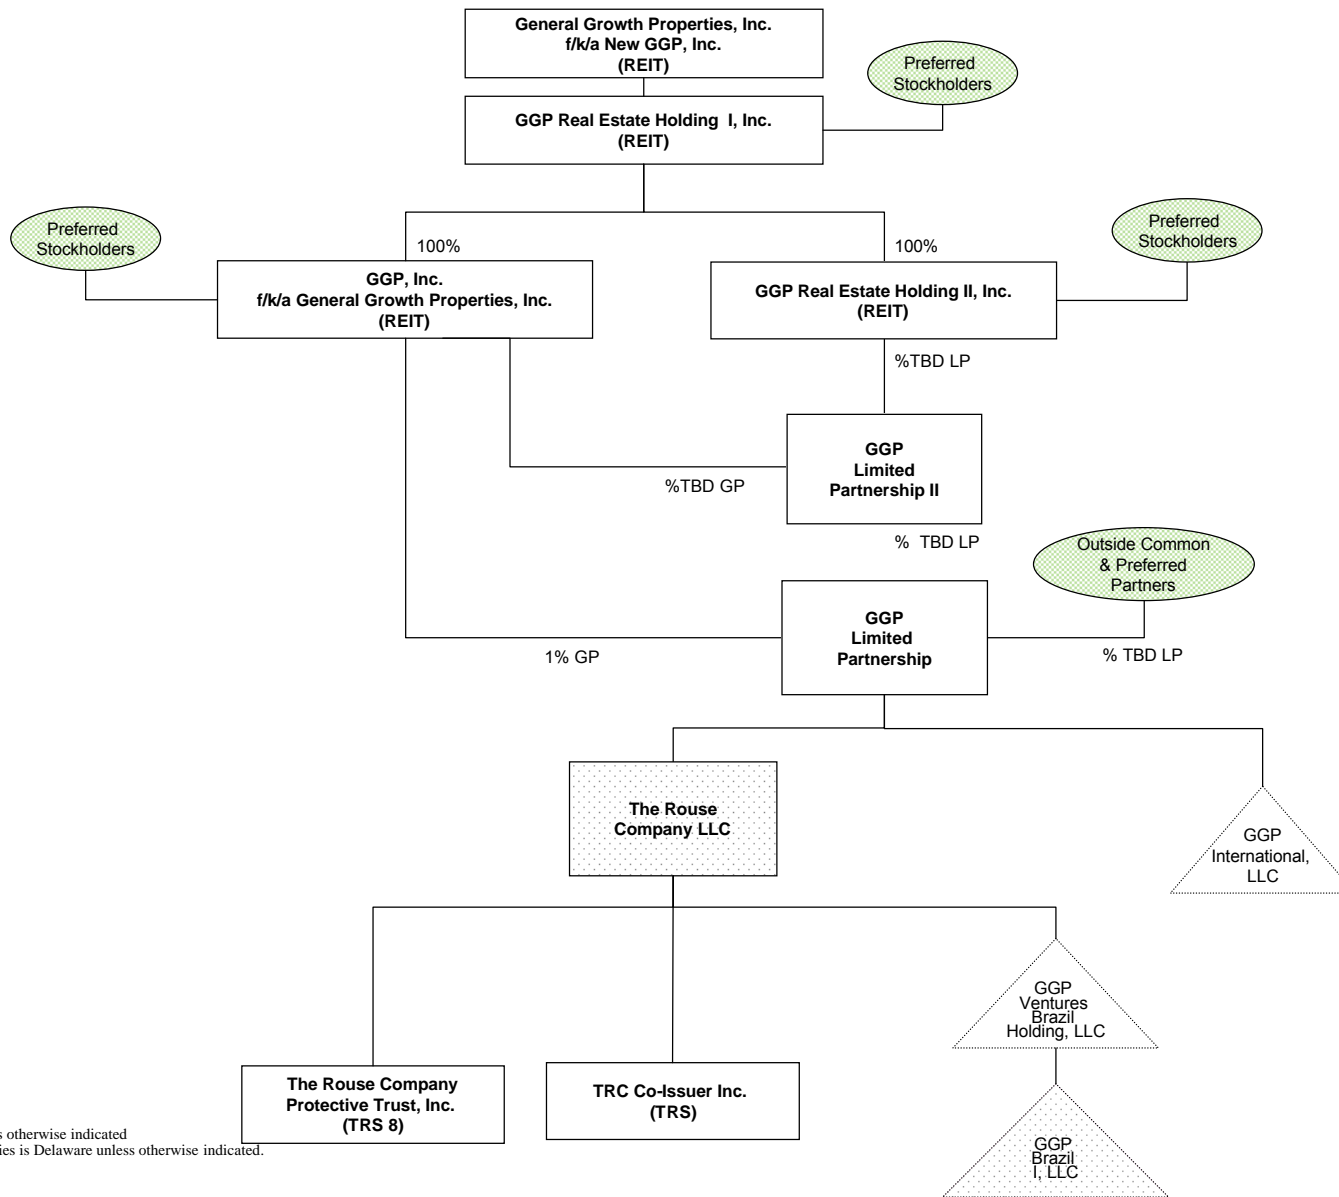 General Growth Properties, Inc.
f/k/a New GGP, Inc.
(REIT)
Preferred
Stockholders
GGP Real Estate Holding I, Inc.
(REIT)
Preferred
Stockholders
Preferred
Stockholders
100%
100%
GGP, Inc.
f/k/a General Growth Properties, Inc.
(REIT)
GGP Real Estate Holding II, Inc.
(REIT)
%TBD LP
GGP
Limited
Partnership II
%TBD GP
% TBD LP
Outside Common
& Preferred
Partners
GGP
Limited
Partnership
1% GP
% TBD LP
The Rouse
Company LLC
GGP
International,
LLC
GGP
Ventures
Brazil
Holding, LLC
The Rouse Company
Protective Trust, Inc.
(TRS 8)
TRC Co-Issuer Inc.
(TRS)
GGP
Brazil
I, LLC
otherwise indicated
is Delaware unless otherwise indicated.